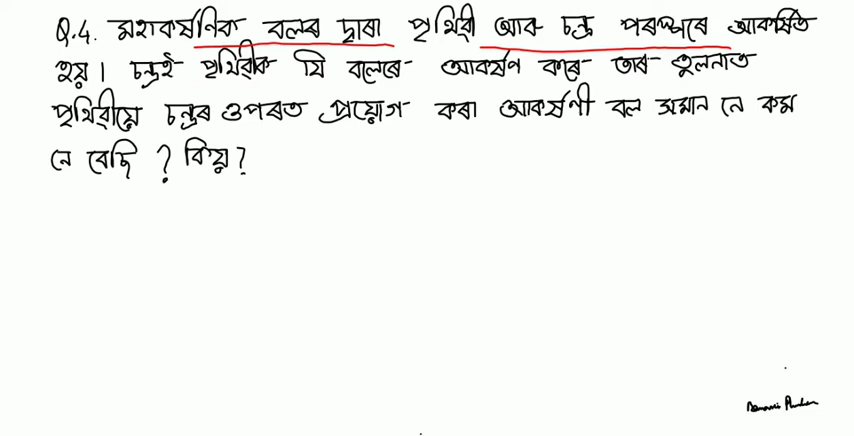 Q.4. মহাকৰ্ষণিক বলৰ দ্বাৰা পৃথিৱী আৰু চন্দ্ৰ পৰস্পৰে আকৰ্ষিত
হয়। চন্দ্ৰই পৃথিৱীক যি বলেৰে আকৰ্ষণ কৰে তাৰ তুলনাত
পৃথিৱীয়ে চন্দ্ৰৰ ওপৰত প্ৰয়োগ কৰা আকৰ্ষণী বল সমান নে কম
নে বেছি ? কিয় ?